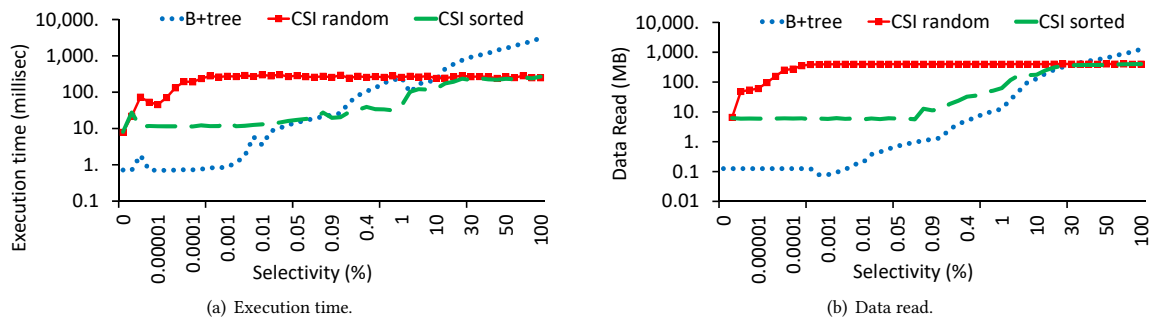 B+tree CSI random CSI sorted
10,000.
1,000.
100.
10.
1.
0.1
Execution time (millisec)
0 0.00001 0.0001 0.001 0.01 0.05 0.09 0.4 1 10 30 50 100
Selectivity (%)
(a) Execution time.
B+tree CSI random CSI sorted
10,000.
1,000.
100.
10.
1.
0.1
0.01
Data Read (MB)
0 0.00001 0.0001 0.001 0.01 0.05 0.09 0.4 1 10 30 50 100
Selectivity (%)
(b) Data read.